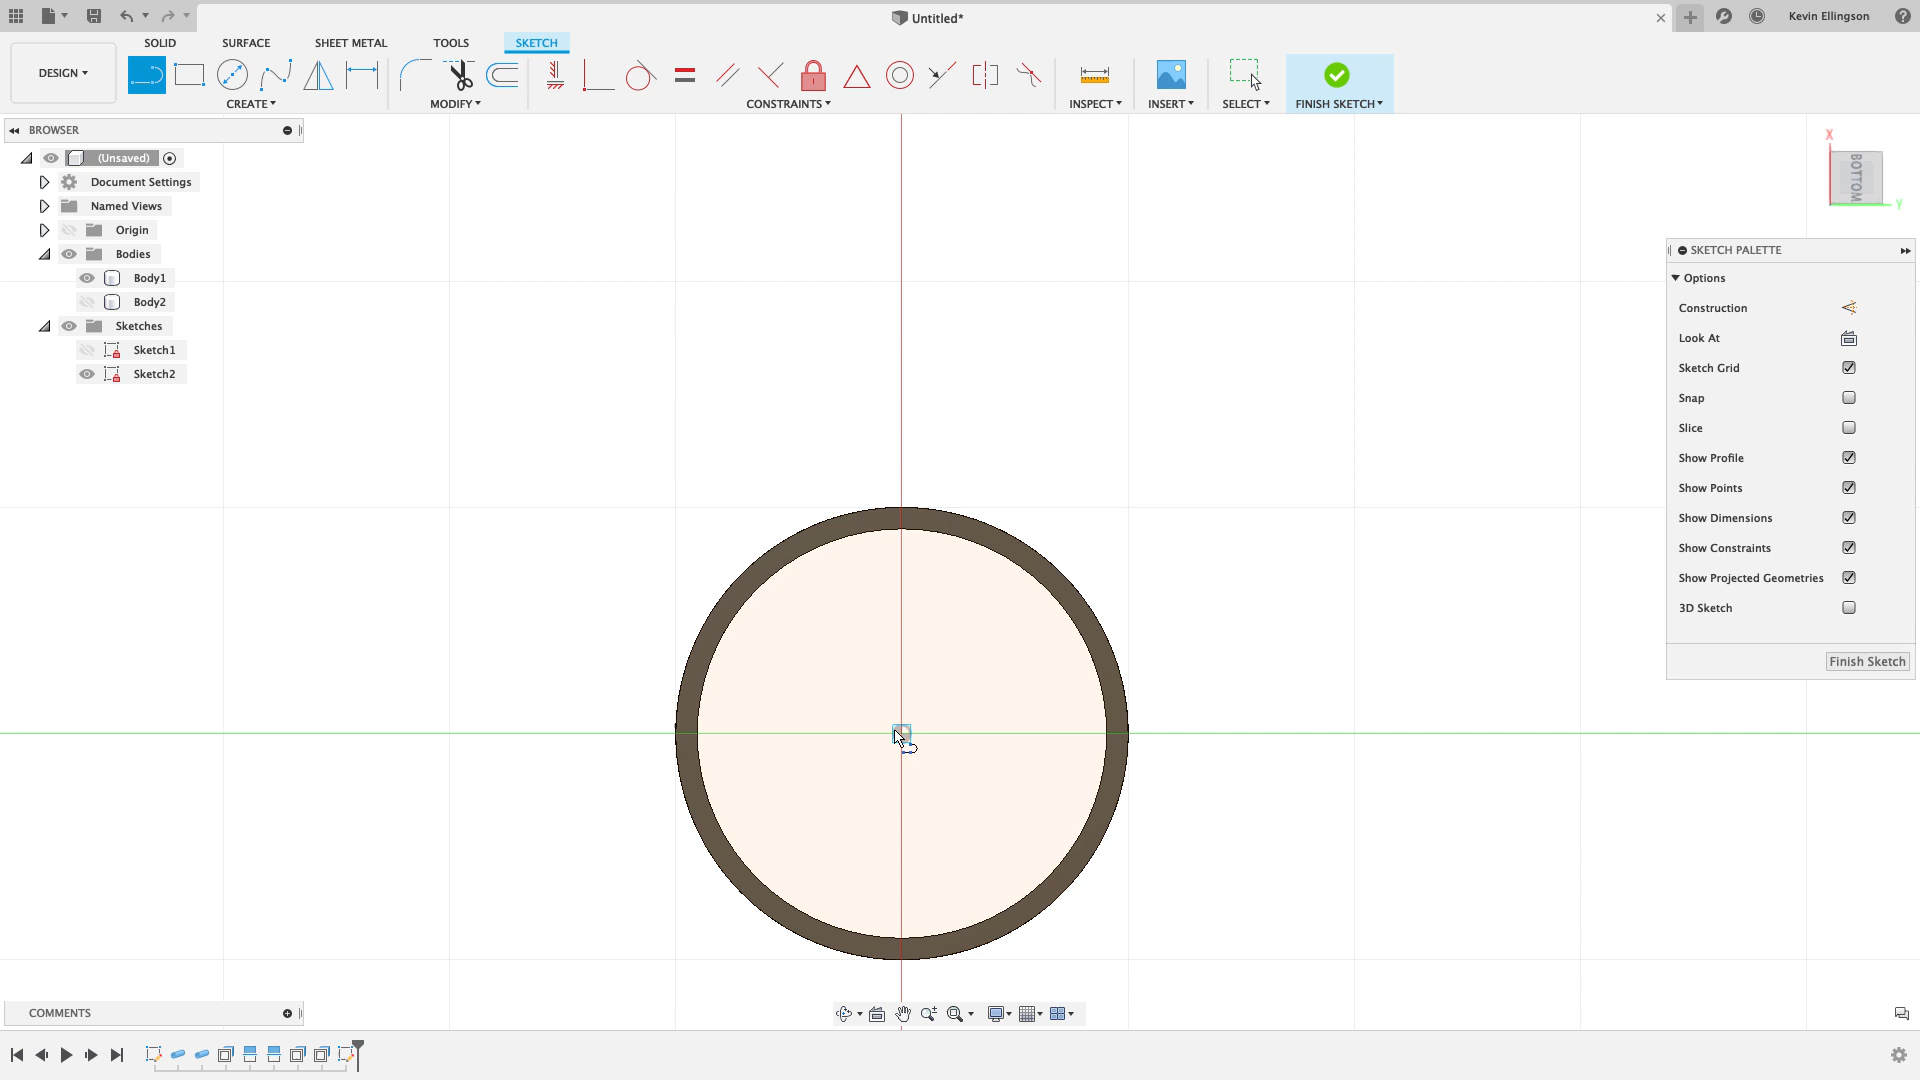 Untitled*
Kevin Ellingson
SOLID
SURFACE
SHEET METAL
TOOLS
SKETCH
DESIGN
CREATE
MODIFY
CONSTRAINTS
INSPECT
INSERT
SELECT
FINISH SKETCH
BROWSER
(Unsaved)
Document Settings
Named Views
Origin
Bodies
Body1
Body2
Sketches
Sketch1
Sketch2
X
BOTTOM
Y
SKETCH PALETTE
Options
Construction
Look At
Sketch Grid
Snap
Slice
Show Profile
Show Points
Show Dimensions
Show Constraints
Show Projected Geometries
3D Sketch
Finish Sketch
COMMENTS